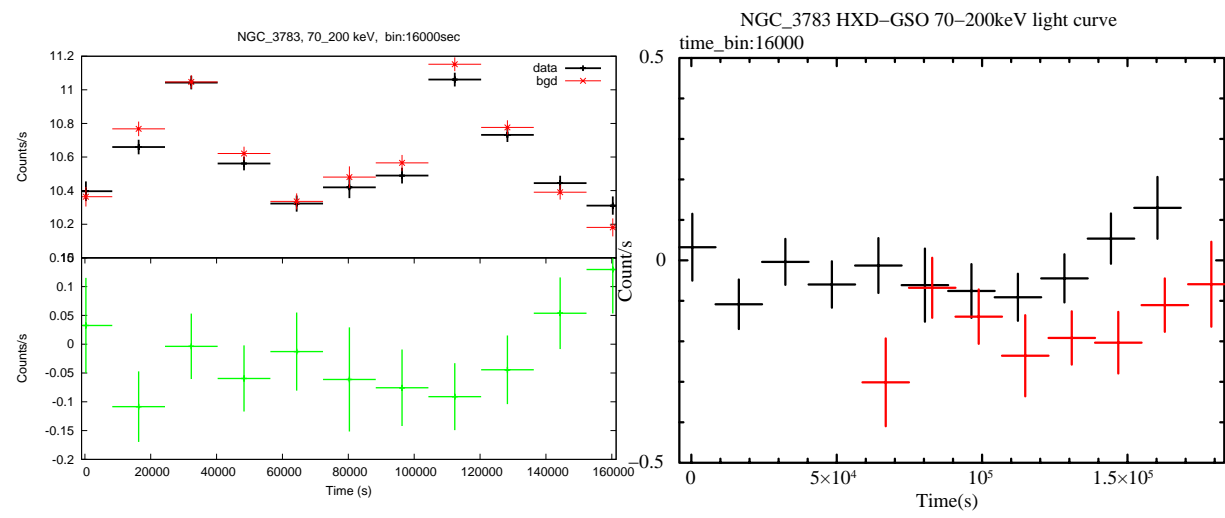 NGC_3783, 70_200 keV, bin:16000sec
11.2
11
10.8
10.6
10.4
10.2
10
Counts/s
data
bgd
0.15
0.1
0.05
0
-0.05
-0.1
-0.15
-0.2
Counts/s
0 20000 40000 60000 80000 100000 120000 140000 160000
Time (s)
NGC_3783 HXD−GSO 70−200keV light curve
time_bin:16000
0.5
0
−0.5
Count/s
0 5×10⁴ 10⁵ 1.5×10⁵
Time(s)